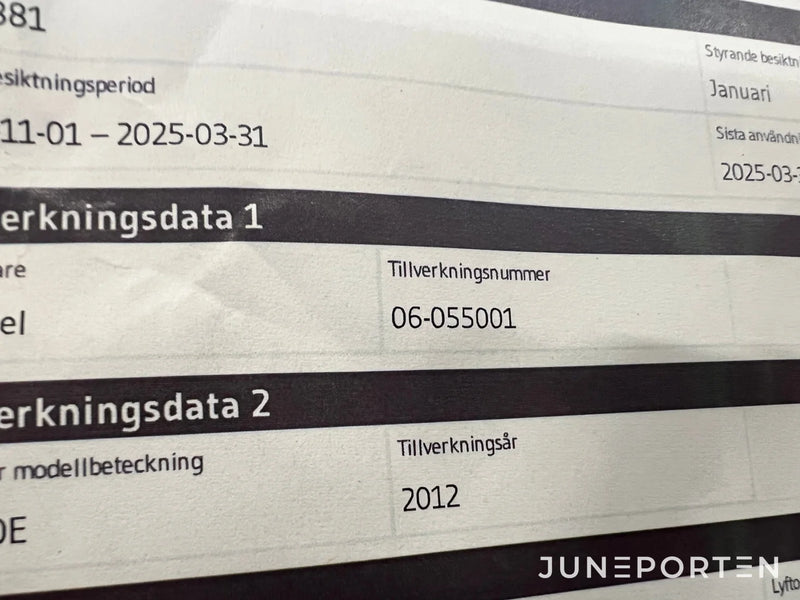 381
Styrande besiktn
siktningsperiod
Januari
11-01 – 2025-03-31
Sista användn
2025-03-3
erkningsdata 1
are
Tillverkningsnummer
el
06-055001
erkningsdata 2
r modellbeteckning
Tillverkningsår
DE
2012
JUNEPORTEN
Lyfto